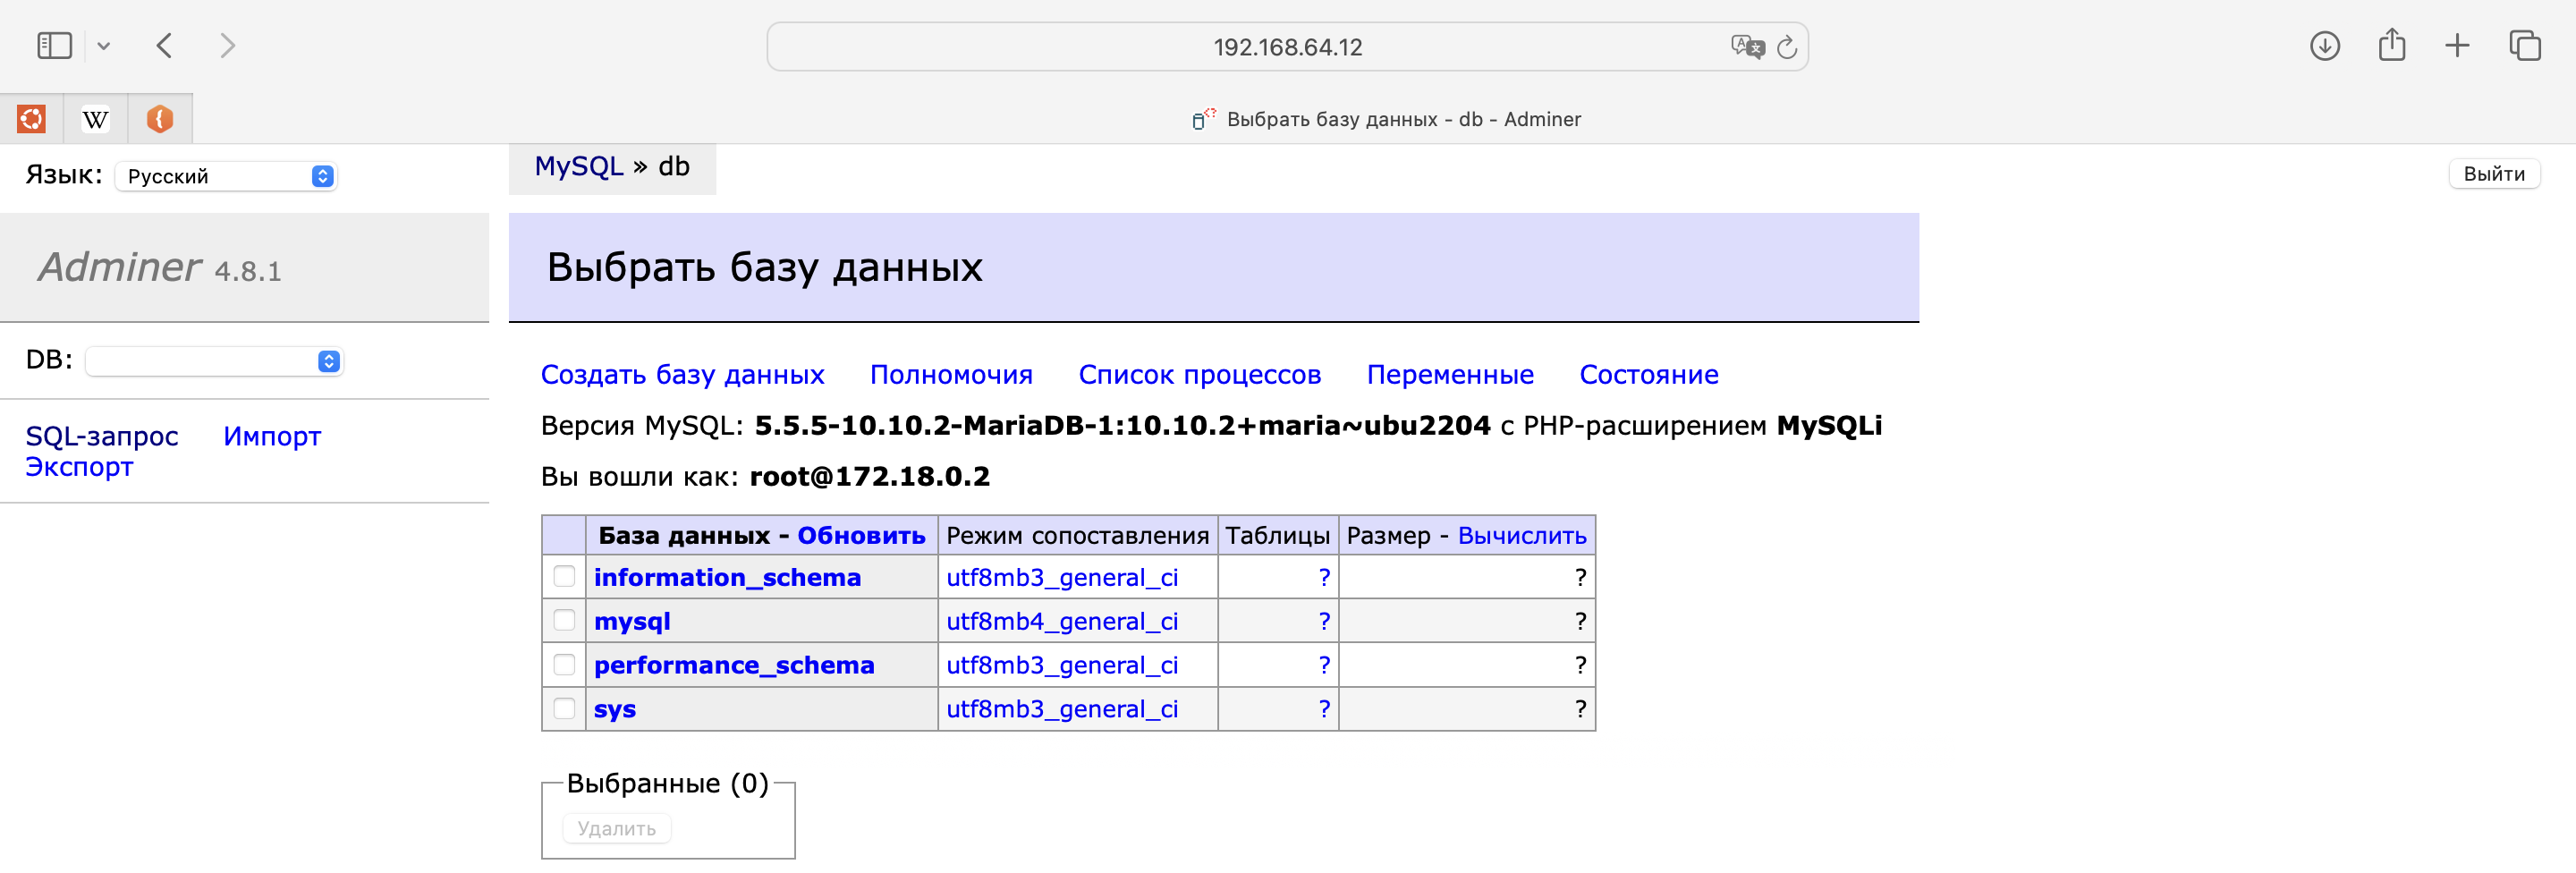 192.168.64.12
W
Выбрать базу данных - db - Adminer
Язык: Русский
MySQL » db
Выйти
Adminer 4.8.1
Выбрать базу данных
DB:
Создать базу данных Полномочия Список процессов Переменные Состояние
SQL-запрос Импорт
Экспорт
Версия MySQL: 5.5.5-10.10.2-MariaDB-1:10.10.2+maria~ubu2204 с PHP-расширением MySQLi
Вы вошли как: root@172.18.0.2
База данных - Обновить Режим сопоставления Таблицы Размер - Вычислить
information_schema utf8mb3_general_ci ? ?
mysql utf8mb4_general_ci ? ?
performance_schema utf8mb3_general_ci ? ?
sys utf8mb3_general_ci ? ?
Выбранные (0)
Удалить